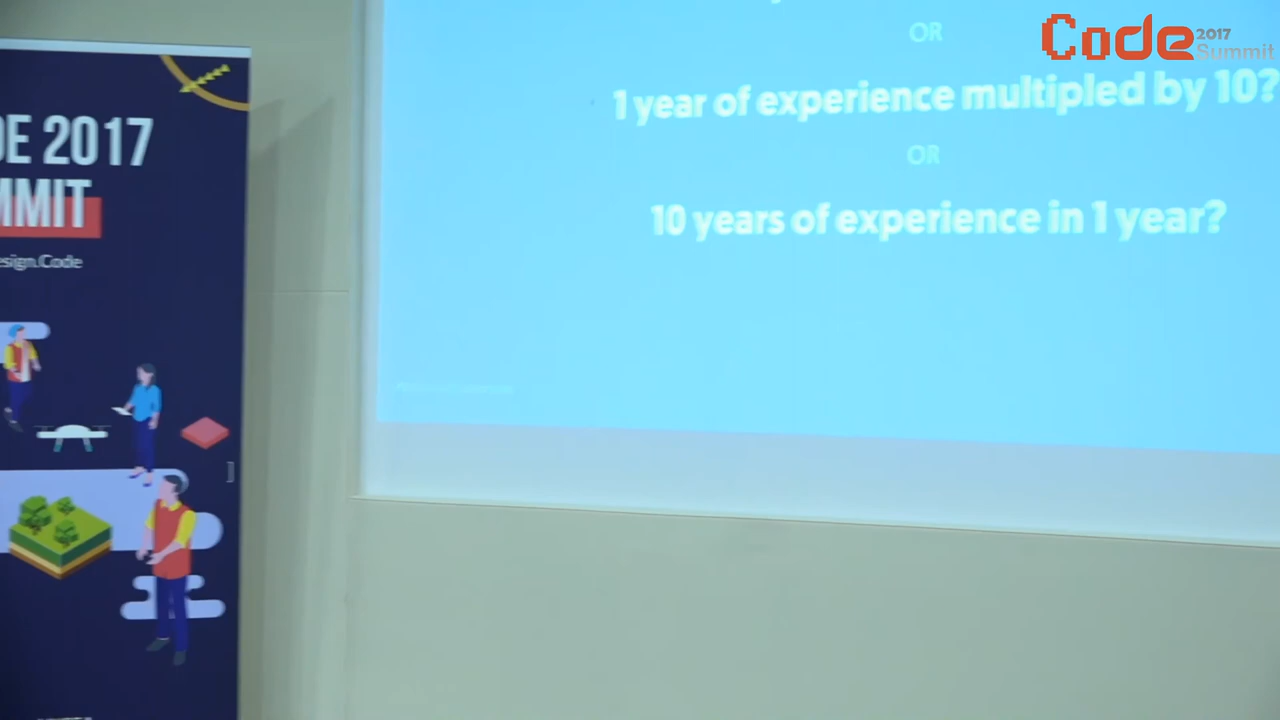 DE 2017
MMIT
esign.Code
OR
1 year of experience multipled by 10?
OR
10 years of experience in 1 year?
Code 2017
Summit